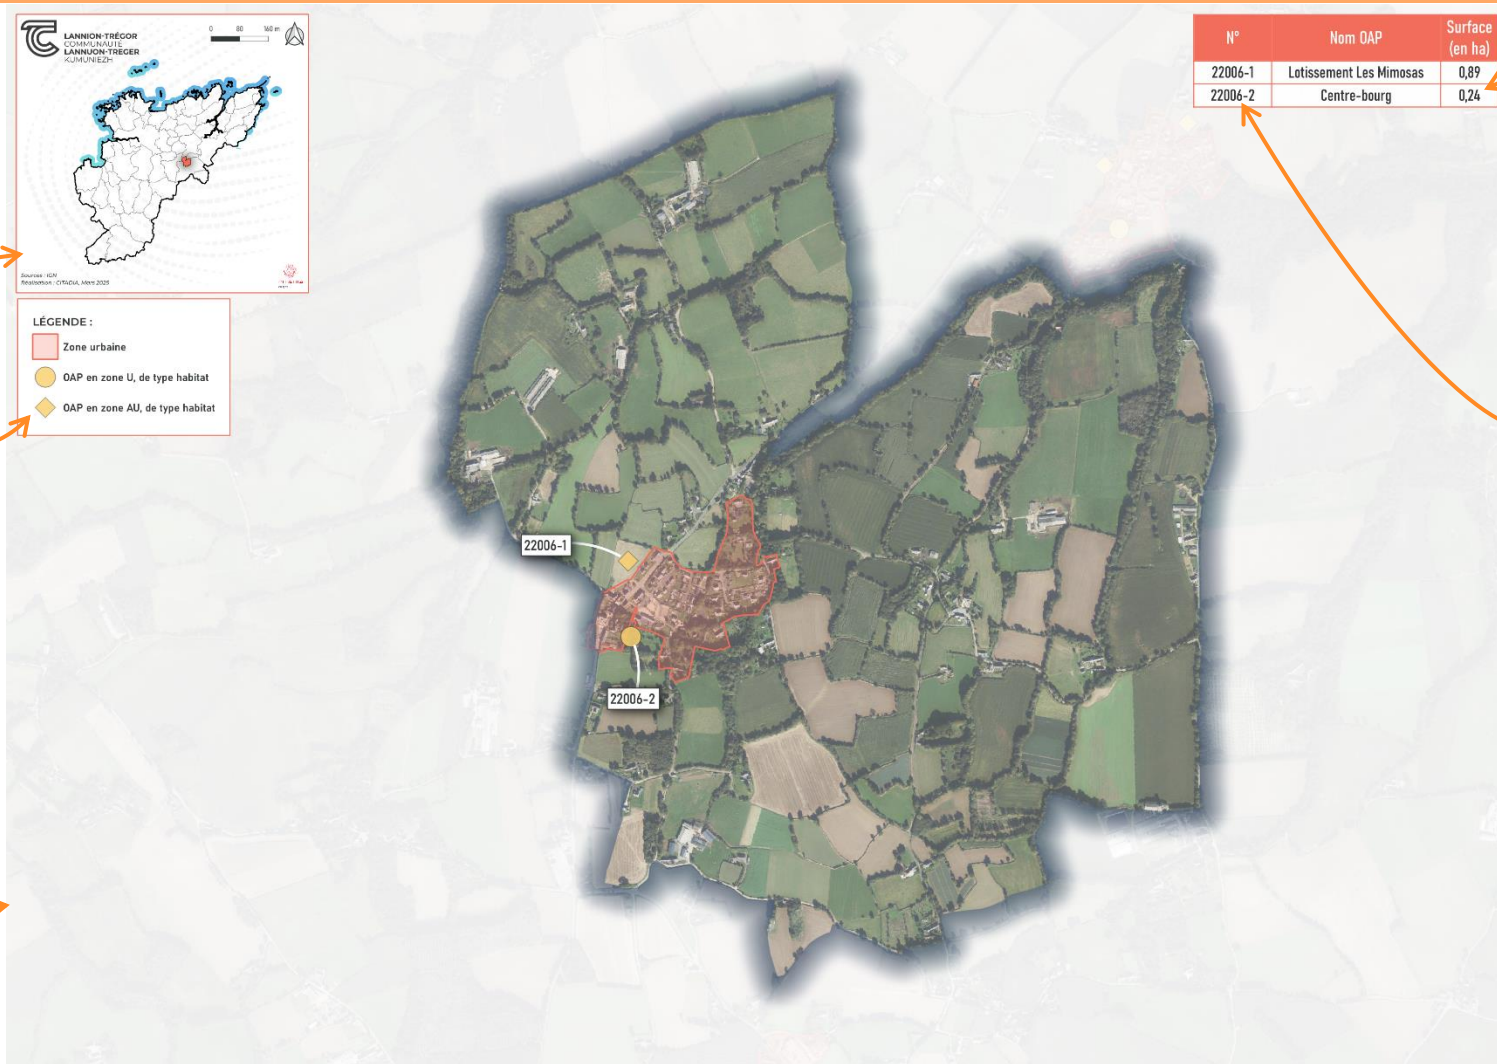 LANNION-TRÉGOR
COMMUNAUTÉ
LANNUON-TREGER
KUMUNIEZH
0 80 160 m
Sources : IGN
Réalisation : CITADIA, Mars 2025
LÉGENDE :
Zone urbaine
OAP en zone U, de type habitat
OAP en zone AU, de type habitat
N° Nom OAP Surface (en ha)
22006-1 Lotissement Les Mimosas 0,89
22006-2 Centre-bourg 0,24
22006-1
22006-2